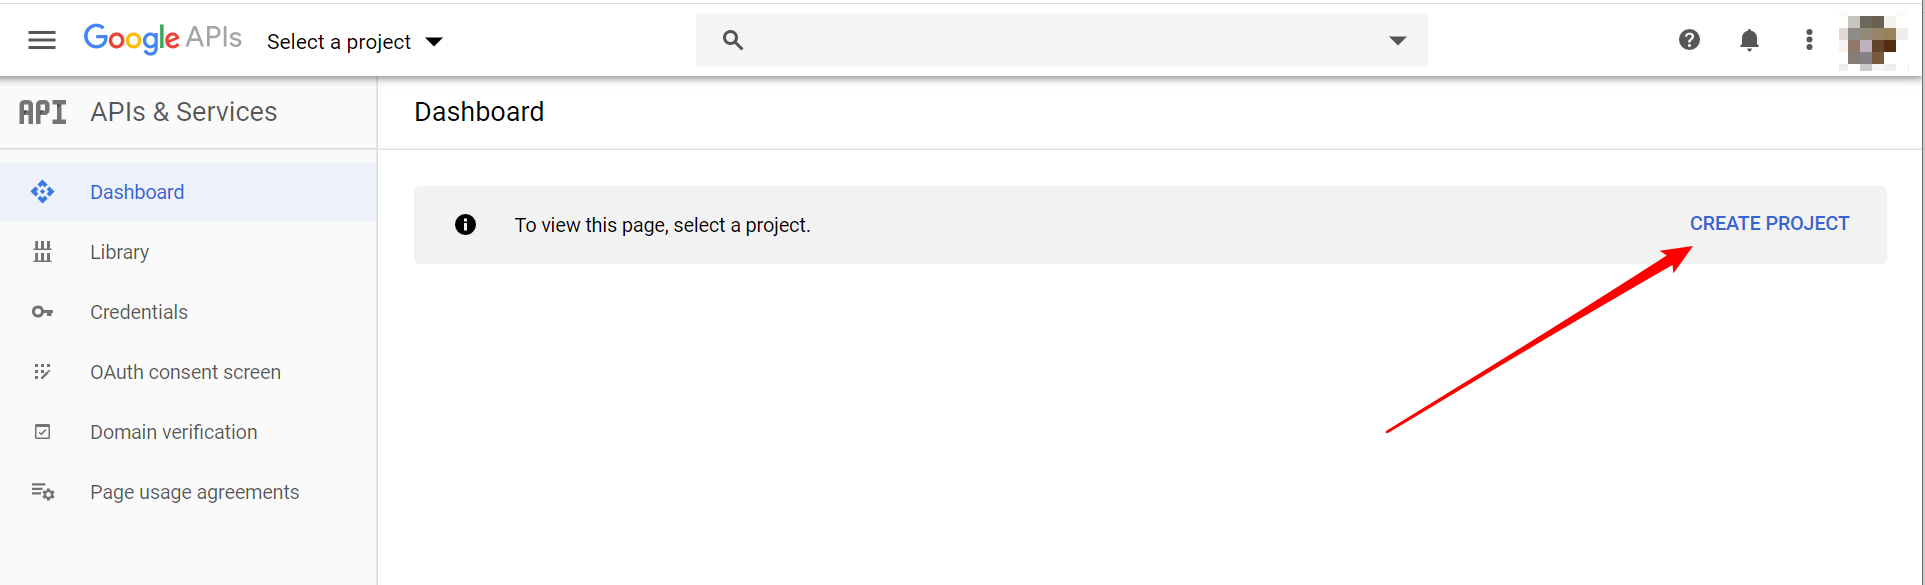 Google APIs Select a project
API APIs & Services
Dashboard
Dashboard
Library
Credentials
OAuth consent screen
Domain verification
Page usage agreements
To view this page, select a project.
CREATE PROJECT